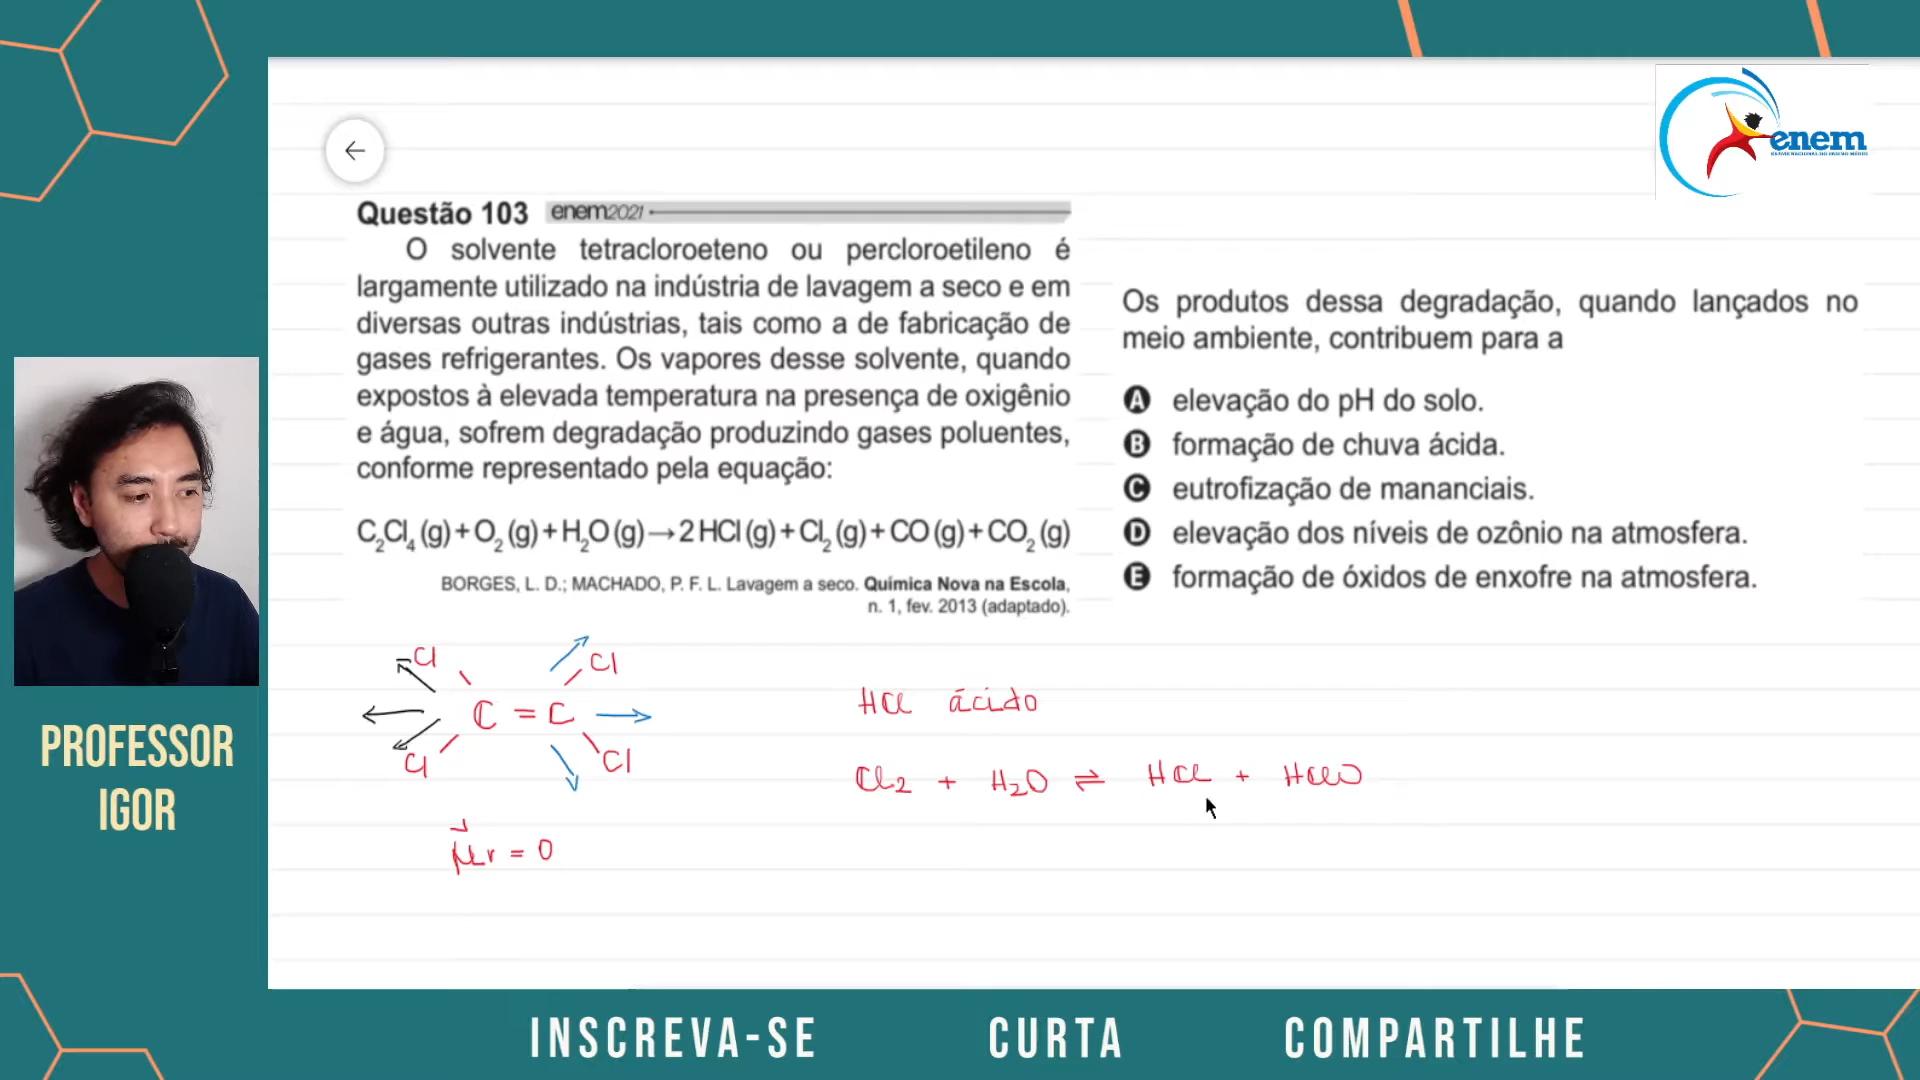 enem
Questão 103 enem2021
O solvente tetracloroeteno ou percloroetileno é
largamente utilizado na indústria de lavagem a seco e em
diversas outras indústrias, tais como a de fabricação de
gases refrigerantes. Os vapores desse solvente, quando
expostos à elevada temperatura na presença de oxigênio
e água, sofrem degradação produzindo gases poluentes,
conforme representado pela equação:
C₂Cl₄ (g) + O₂ (g) + H₂O (g) → 2 HCl (g) + Cl₂ (g) + CO (g) + CO₂ (g)
BORGES, L. D.; MACHADO, P. F. L. Lavagem a seco. Química Nova na Escola,
n. 1, fev. 2013 (adaptado).
Os produtos dessa degradação, quando lançados no
meio ambiente, contribuem para a
A elevação do pH do solo.
B formação de chuva ácida.
C eutrofização de mananciais.
D elevação dos níveis de ozônio na atmosfera.
E formação de óxidos de enxofre na atmosfera.
Cl Cl
C = C
Cl Cl
μr = 0
HCl ácido
Cl₂ + H₂O ⇌ HCl + HClO
PROFESSOR
IGOR
INSCREVA-SE CURTA COMPARTILHE